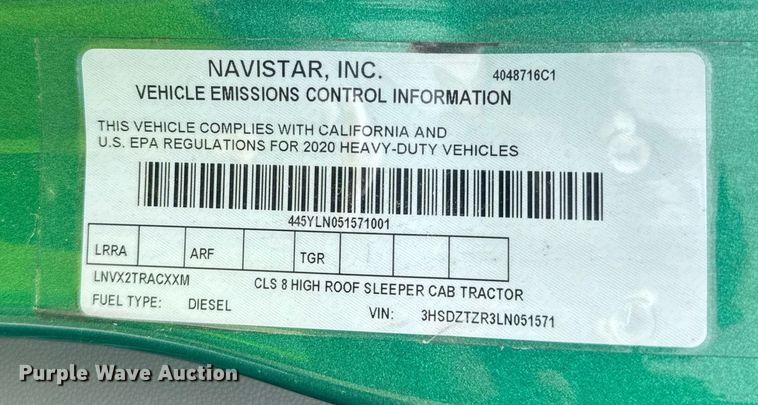 NAVISTAR, INC. 4048716C1
VEHICLE EMISSIONS CONTROL INFORMATION
THIS VEHICLE COMPLIES WITH CALIFORNIA AND
U.S. EPA REGULATIONS FOR 2020 HEAVY-DUTY VEHICLES
445YLN051571001
LRRA ARF TGR
LNVX2TRACXXM CLS 8 HIGH ROOF SLEEPER CAB TRACTOR
FUEL TYPE: DIESEL VIN: 3HSDZTZR3LN051571
Purple Wave Auction